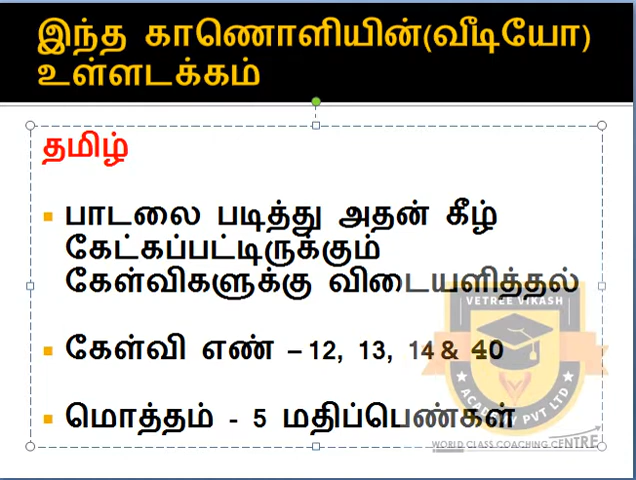 இந்த காணொளியின்(வீடியோ)
உள்ளடக்கம்
தமிழ்
பாடலை படித்து அதன் கீழ்
கேட்கப்பட்டிருக்கும்
கேள்விகளுக்கு விடையளித்தல்
கேள்வி எண் – 12, 13, 14 & 40
மொத்தம் - 5 மதிப்பெண்கள்
VETREE VIKASH
ACADEMY PVT LTD
WORLD CLASS COACHING CENTRE